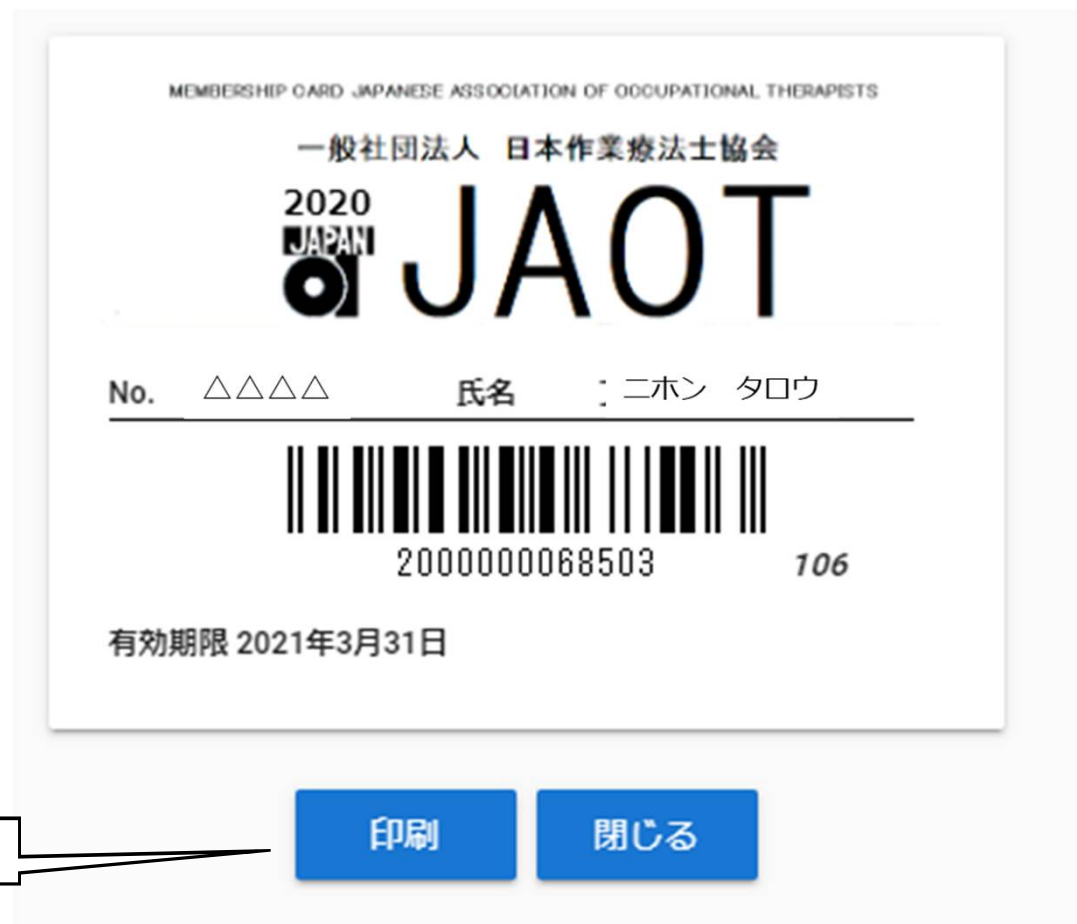 MEMBERSHIP CARD JAPANESE ASSOCIATION OF OCCUPATIONAL THERAPISTS
一般社団法人 日本作業療法士協会
2020
JAPAN
JAOT
No. △△△△ 氏名 ニホン タロウ
2000000068503 106
有効期限 2021年3月31日
印刷 閉じる